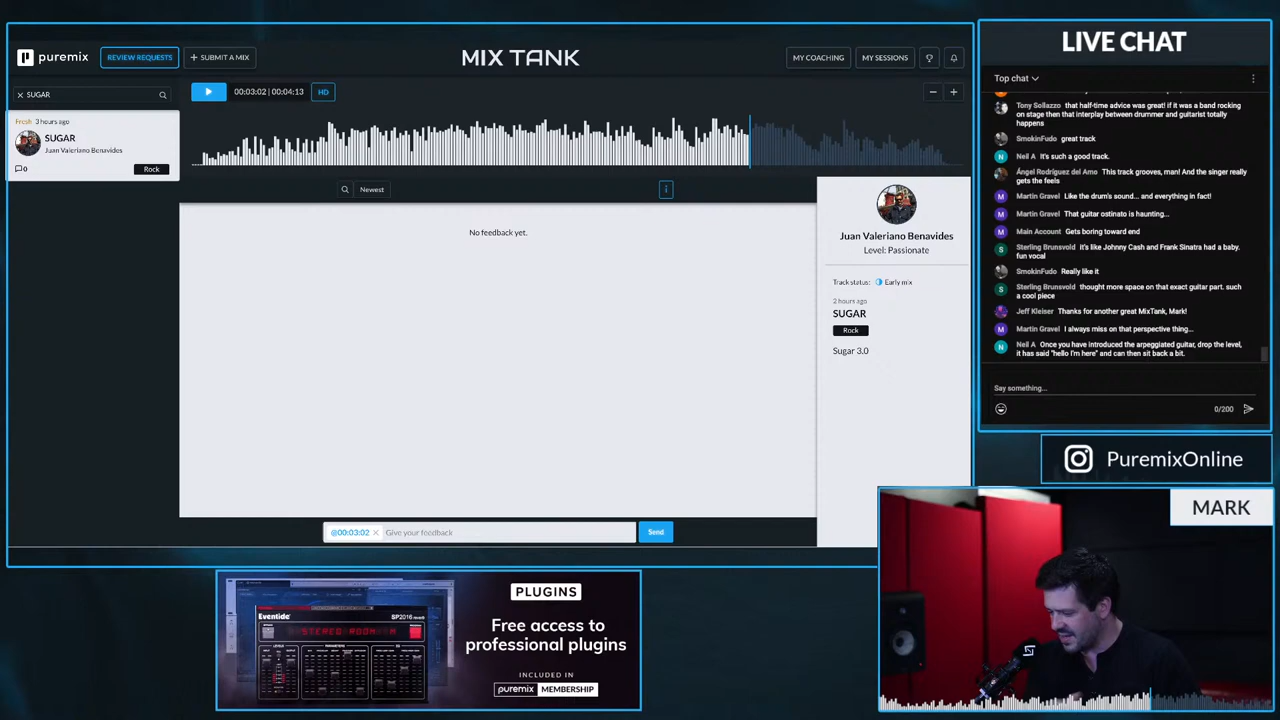 puremix
REVIEW REQUESTS
+ SUBMIT A MIX
MIX TANK
MY COACHING
MY SESSIONS
× SUGAR
00:03:02 | 00:04:13
HD
Fresh 3 hours ago
SUGAR
Juan Valeriano Benavides
0
Rock
Newest
i
No feedback yet.
Juan Valeriano Benavides
Level: Passionate
Track status: Early mix
2 hours ago
SUGAR
Rock
Sugar 3.0
@00:03:02 ×
Give your feedback
Send
LIVE CHAT
Top chat
Tony Sollazzo that half-time advice was great! if it was a band rocking
on stage then that interplay between drummer and guitarist totally
happens
SmokinFudo great track
N Neil A It's such a good track.
Ángel Rodríguez del Amo This track grooves, man! And the singer really
gets the feels
M Martin Gravel Like the drum's sound... and everything in fact!
M Martin Gravel That guitar ostinato is haunting...
M Main Account Gets boring toward end
S Sterling Brunsvold it's like Johnny Cash and Frank Sinatra had a baby.
fun vocal
SmokinFudo Really like it
S Sterling Brunsvold thought more space on that exact guitar part. such
a cool piece
Jeff Kleiser Thanks for another great MixTank, Mark!
M Martin Gravel I always miss on that perspective thing...
N Neil A Once you have introduced the arpeggiated guitar, drop the level,
it has said "hello I'm here" and can then sit back a bit.
Say something...
0/200
PuremixOnline
MARK
PLUGINS
Free access to
professional plugins
INCLUDED IN
puremix MEMBERSHIP
Eventide
SP2016 reverb
STEREO ROOM